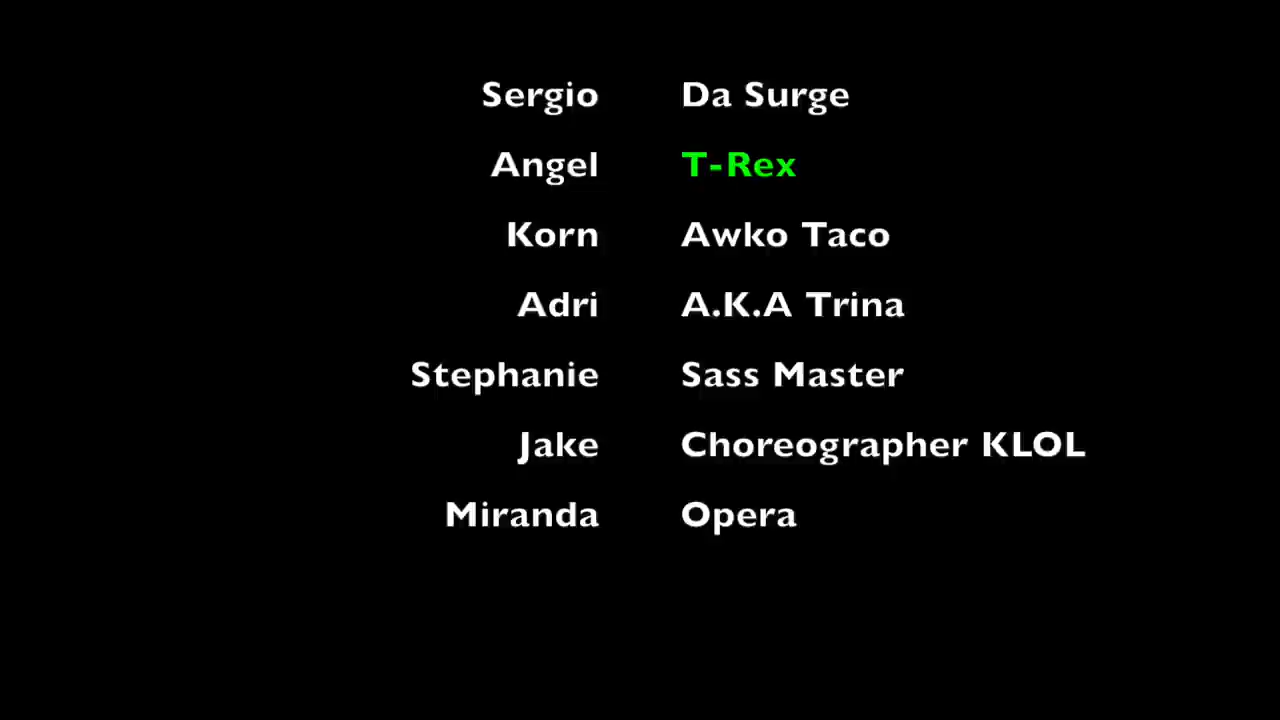 Sergio Da Surge
Angel T-Rex
Korn Awko Taco
Adri A.K.A Trina
Stephanie Sass Master
Jake Choreographer KLOL
Miranda Opera